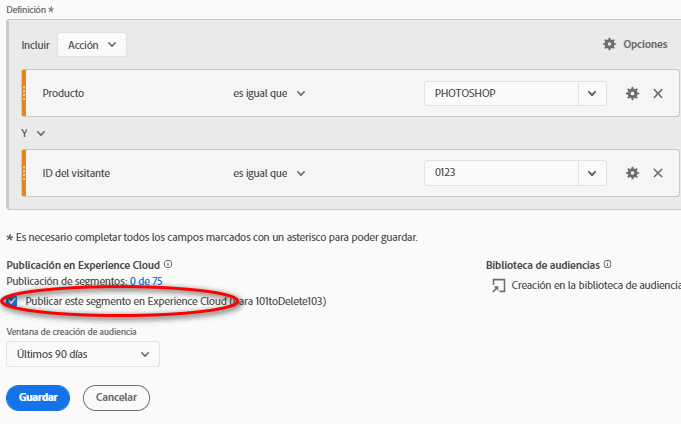 Definición *
Incluir Acción Opciones
Producto es igual que PHOTOSHOP
Y
ID del visitante es igual que 0123
* Es necesario completar todos los campos marcados con un asterisco para poder guardar.
Publicación en Experience Cloud Biblioteca de audiencias
Publicación de segmentos: 0 de 75
Publicar este segmento en Experience Cloud (para 101toDelete103) Creación en la biblioteca de audiencia
Ventana de creación de audiencia
Últimos 90 días
Guardar Cancelar